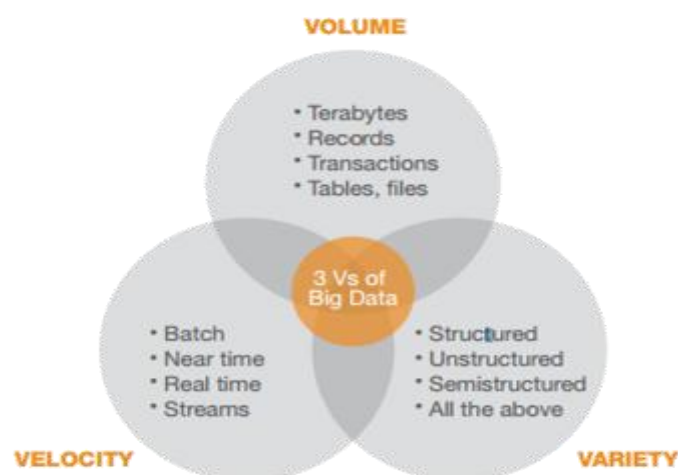 VOLUME
• Terabytes
• Records
• Transactions
• Tables, files
3 Vs of
Big Data
• Batch
• Near time
• Real time
• Streams
• Structured
• Unstructured
• Semistructured
• All the above
VELOCITY
VARIETY